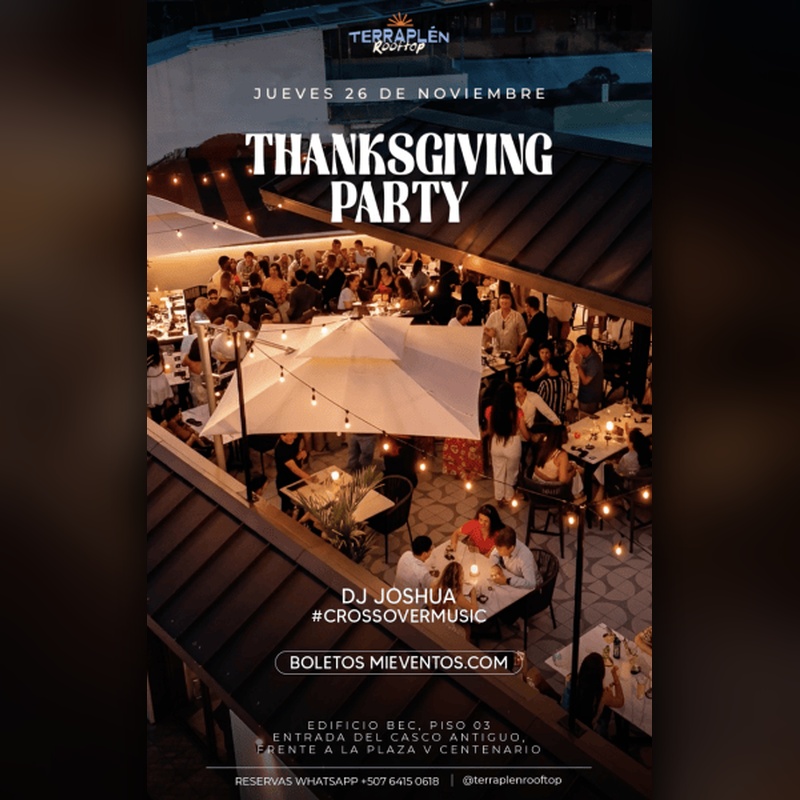 TERRAPLÉN
Rooftop
JUEVES 26 DE NOVIEMBRE
THANKSGIVING
PARTY
DJ JOSHUA
#CROSSOVERMUSIC
BOLETOS MIEVENTOS.COM
EDIFICIO BEC, PISO 03
ENTRADA DEL CASCO ANTIGUO,
FRENTE A LA PLAZA V CENTENARIO
RESERVAS WHATSAPP +507 6415 0618 | @terraplenrooftop